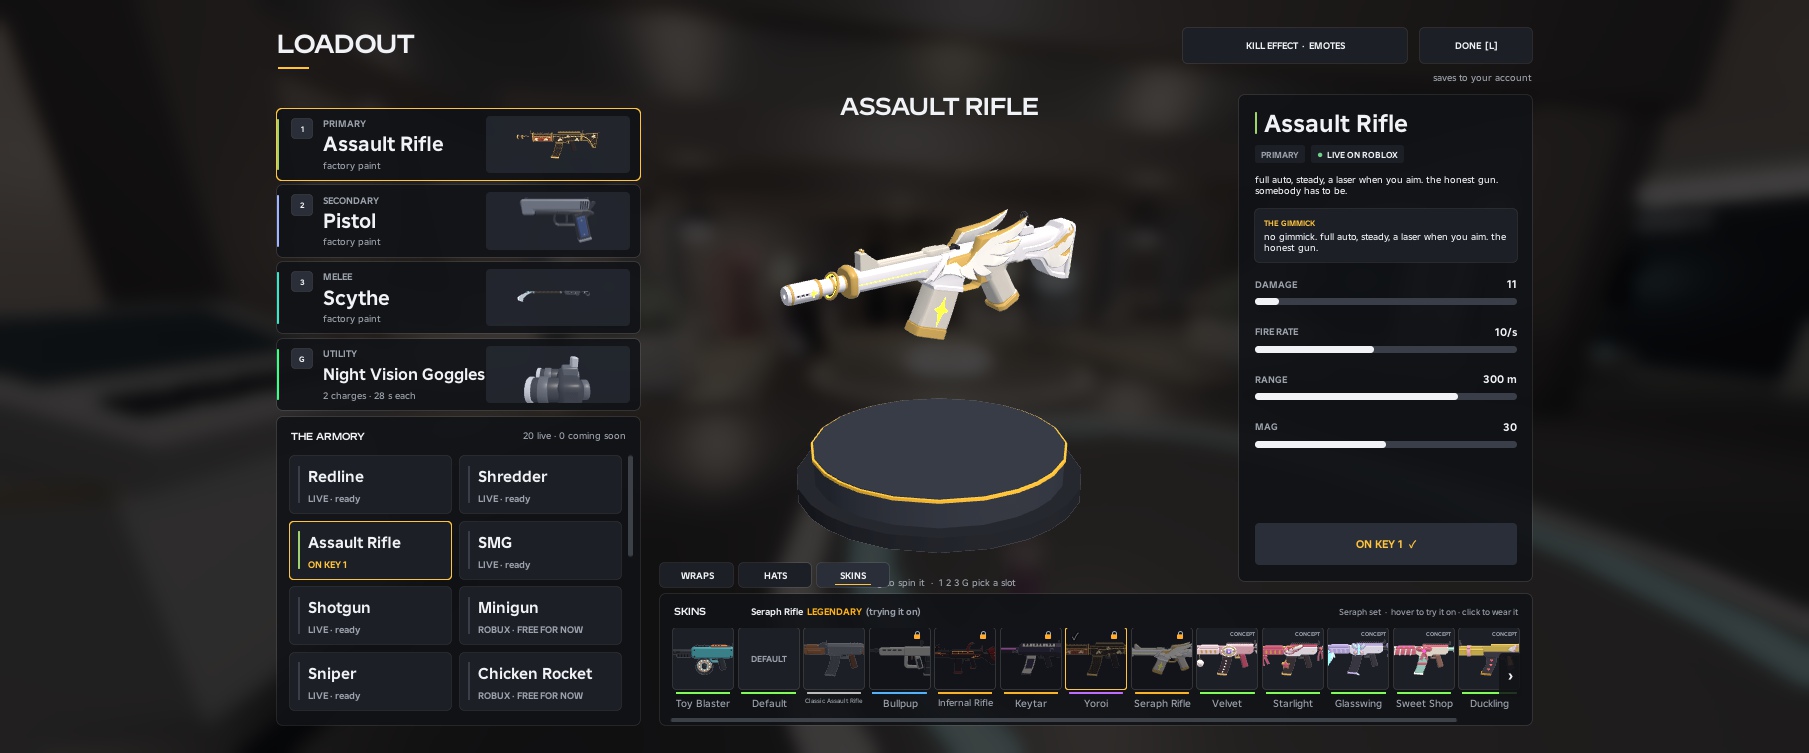 LOADOUT
KILL EFFECT · EMOTES
DONE [L]
saves to your account
1
PRIMARY
Assault Rifle
factory paint
2
SECONDARY
Pistol
factory paint
3
MELEE
Scythe
factory paint
G
UTILITY
Night Vision Goggles
2 charges · 28 s each
THE ARMORY
20 live · 0 coming soon
Redline
LIVE · ready
Shredder
LIVE · ready
Assault Rifle
ON KEY 1
SMG
LIVE · ready
Shotgun
LIVE · ready
Minigun
ROBUX · FREE FOR NOW
Sniper
LIVE · ready
Chicken Rocket
ROBUX · FREE FOR NOW
ASSAULT RIFLE
WRAPS
HATS
SKINS
to spin it · 1 2 3 G pick a slot
SKINS
Seraph Rifle LEGENDARY (trying it on)
Seraph set · hover to try it on · click to wear it
DEFAULT
CONCEPT
CONCEPT
CONCEPT
CONCEPT
CONCEPT
Toy Blaster
Default
Classic Assault Rifle
Bullpup
Infernal Rifle
Keytar
Yoroi
Seraph Rifle
Velvet
Starlight
Glasswing
Sweet Shop
Duckling
Assault Rifle
PRIMARY
LIVE ON ROBLOX
full auto, steady, a laser when you aim. the honest gun.
somebody has to be.
THE GIMMICK
no gimmick. full auto, steady, a laser when you aim. the
honest gun.
DAMAGE
11
FIRE RATE
10/s
RANGE
300 m
MAG
30
ON KEY 1 ✓